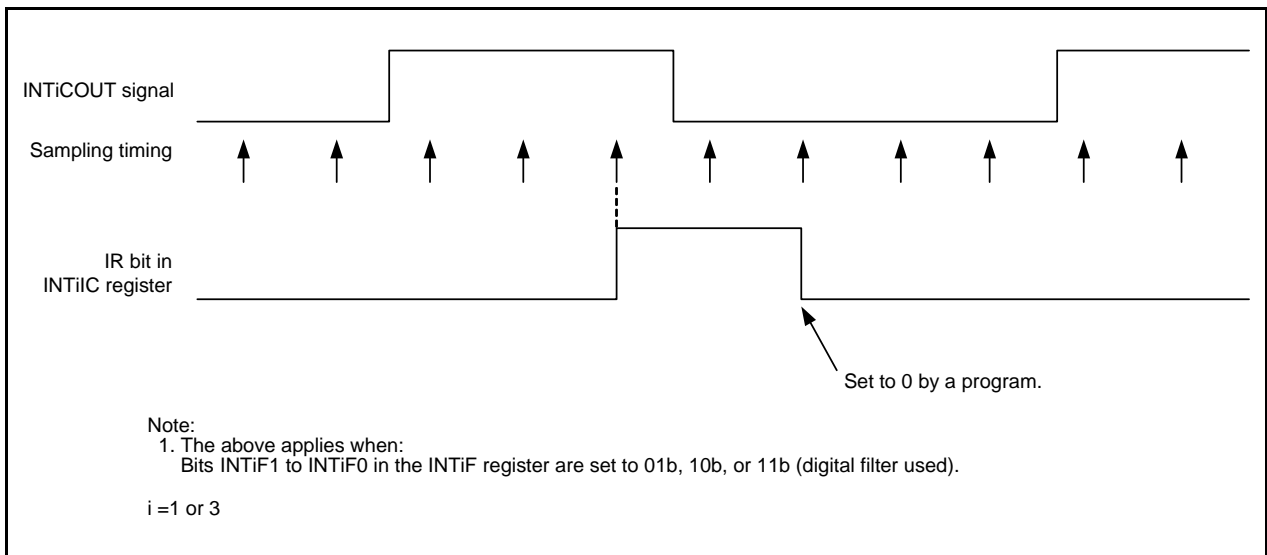 INTiCOUT signal
Sampling timing
IR bit in
INTiIC register
Set to 0 by a program.
Note:
1. The above applies when:
Bits INTiF1 to INTiF0 in the INTiF register are set to 01b, 10b, or 11b (digital filter used).
i =1 or 3